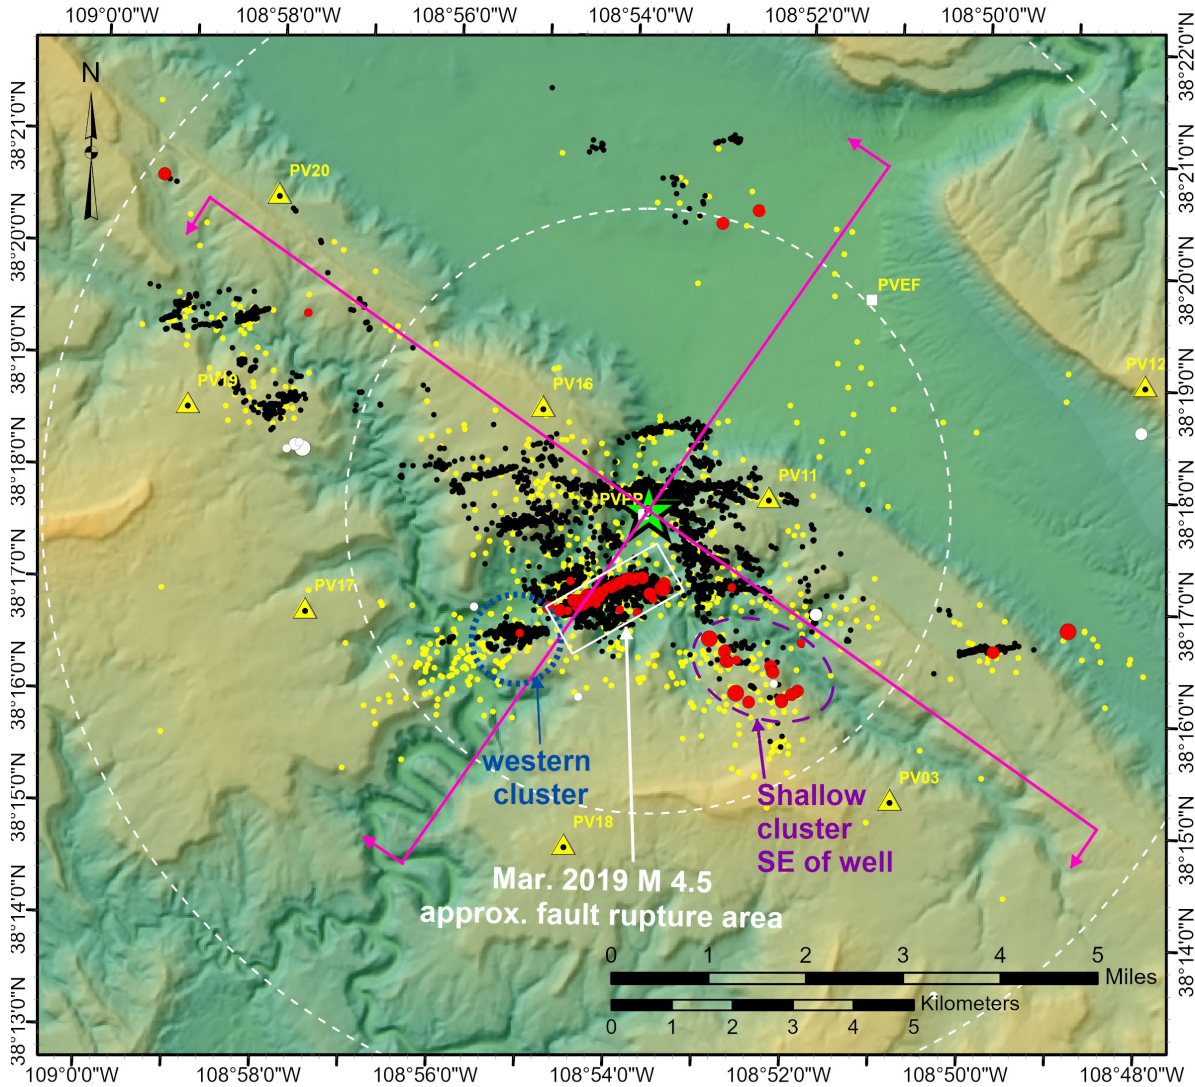 109°0'0"W 108°58'0"W 108°56'0"W 108°54'0"W 108°52'0"W 108°50'0"W
38°22'0"N
N
38°21'0"N
38°21'0"N
PV20
38°20'0"N
38°20'0"N
PVEF
38°19'0"N
PV12
PV19
PV16
38°19'0"N
38°18'0"N
PV11
38°18'0"N
38°17'0"N
PV17
38°17'0"N
38°16'0"N
38°16'0"N
western
cluster
38°15'0"N
PV03
Shallow
cluster
SE of well
PV18
38°15'0"N
Mar. 2019 M 4.5
approx. fault rupture area
38°14'0"N
38°14'0"N
0 1 2 3 4 5
Miles
Kilometers
0 1 2 3 4 5
38°13'0"N
109°0'0"W 108°58'0"W 108°56'0"W 108°54'0"W 108°52'0"W 108°50'0"W 108°48'0"W